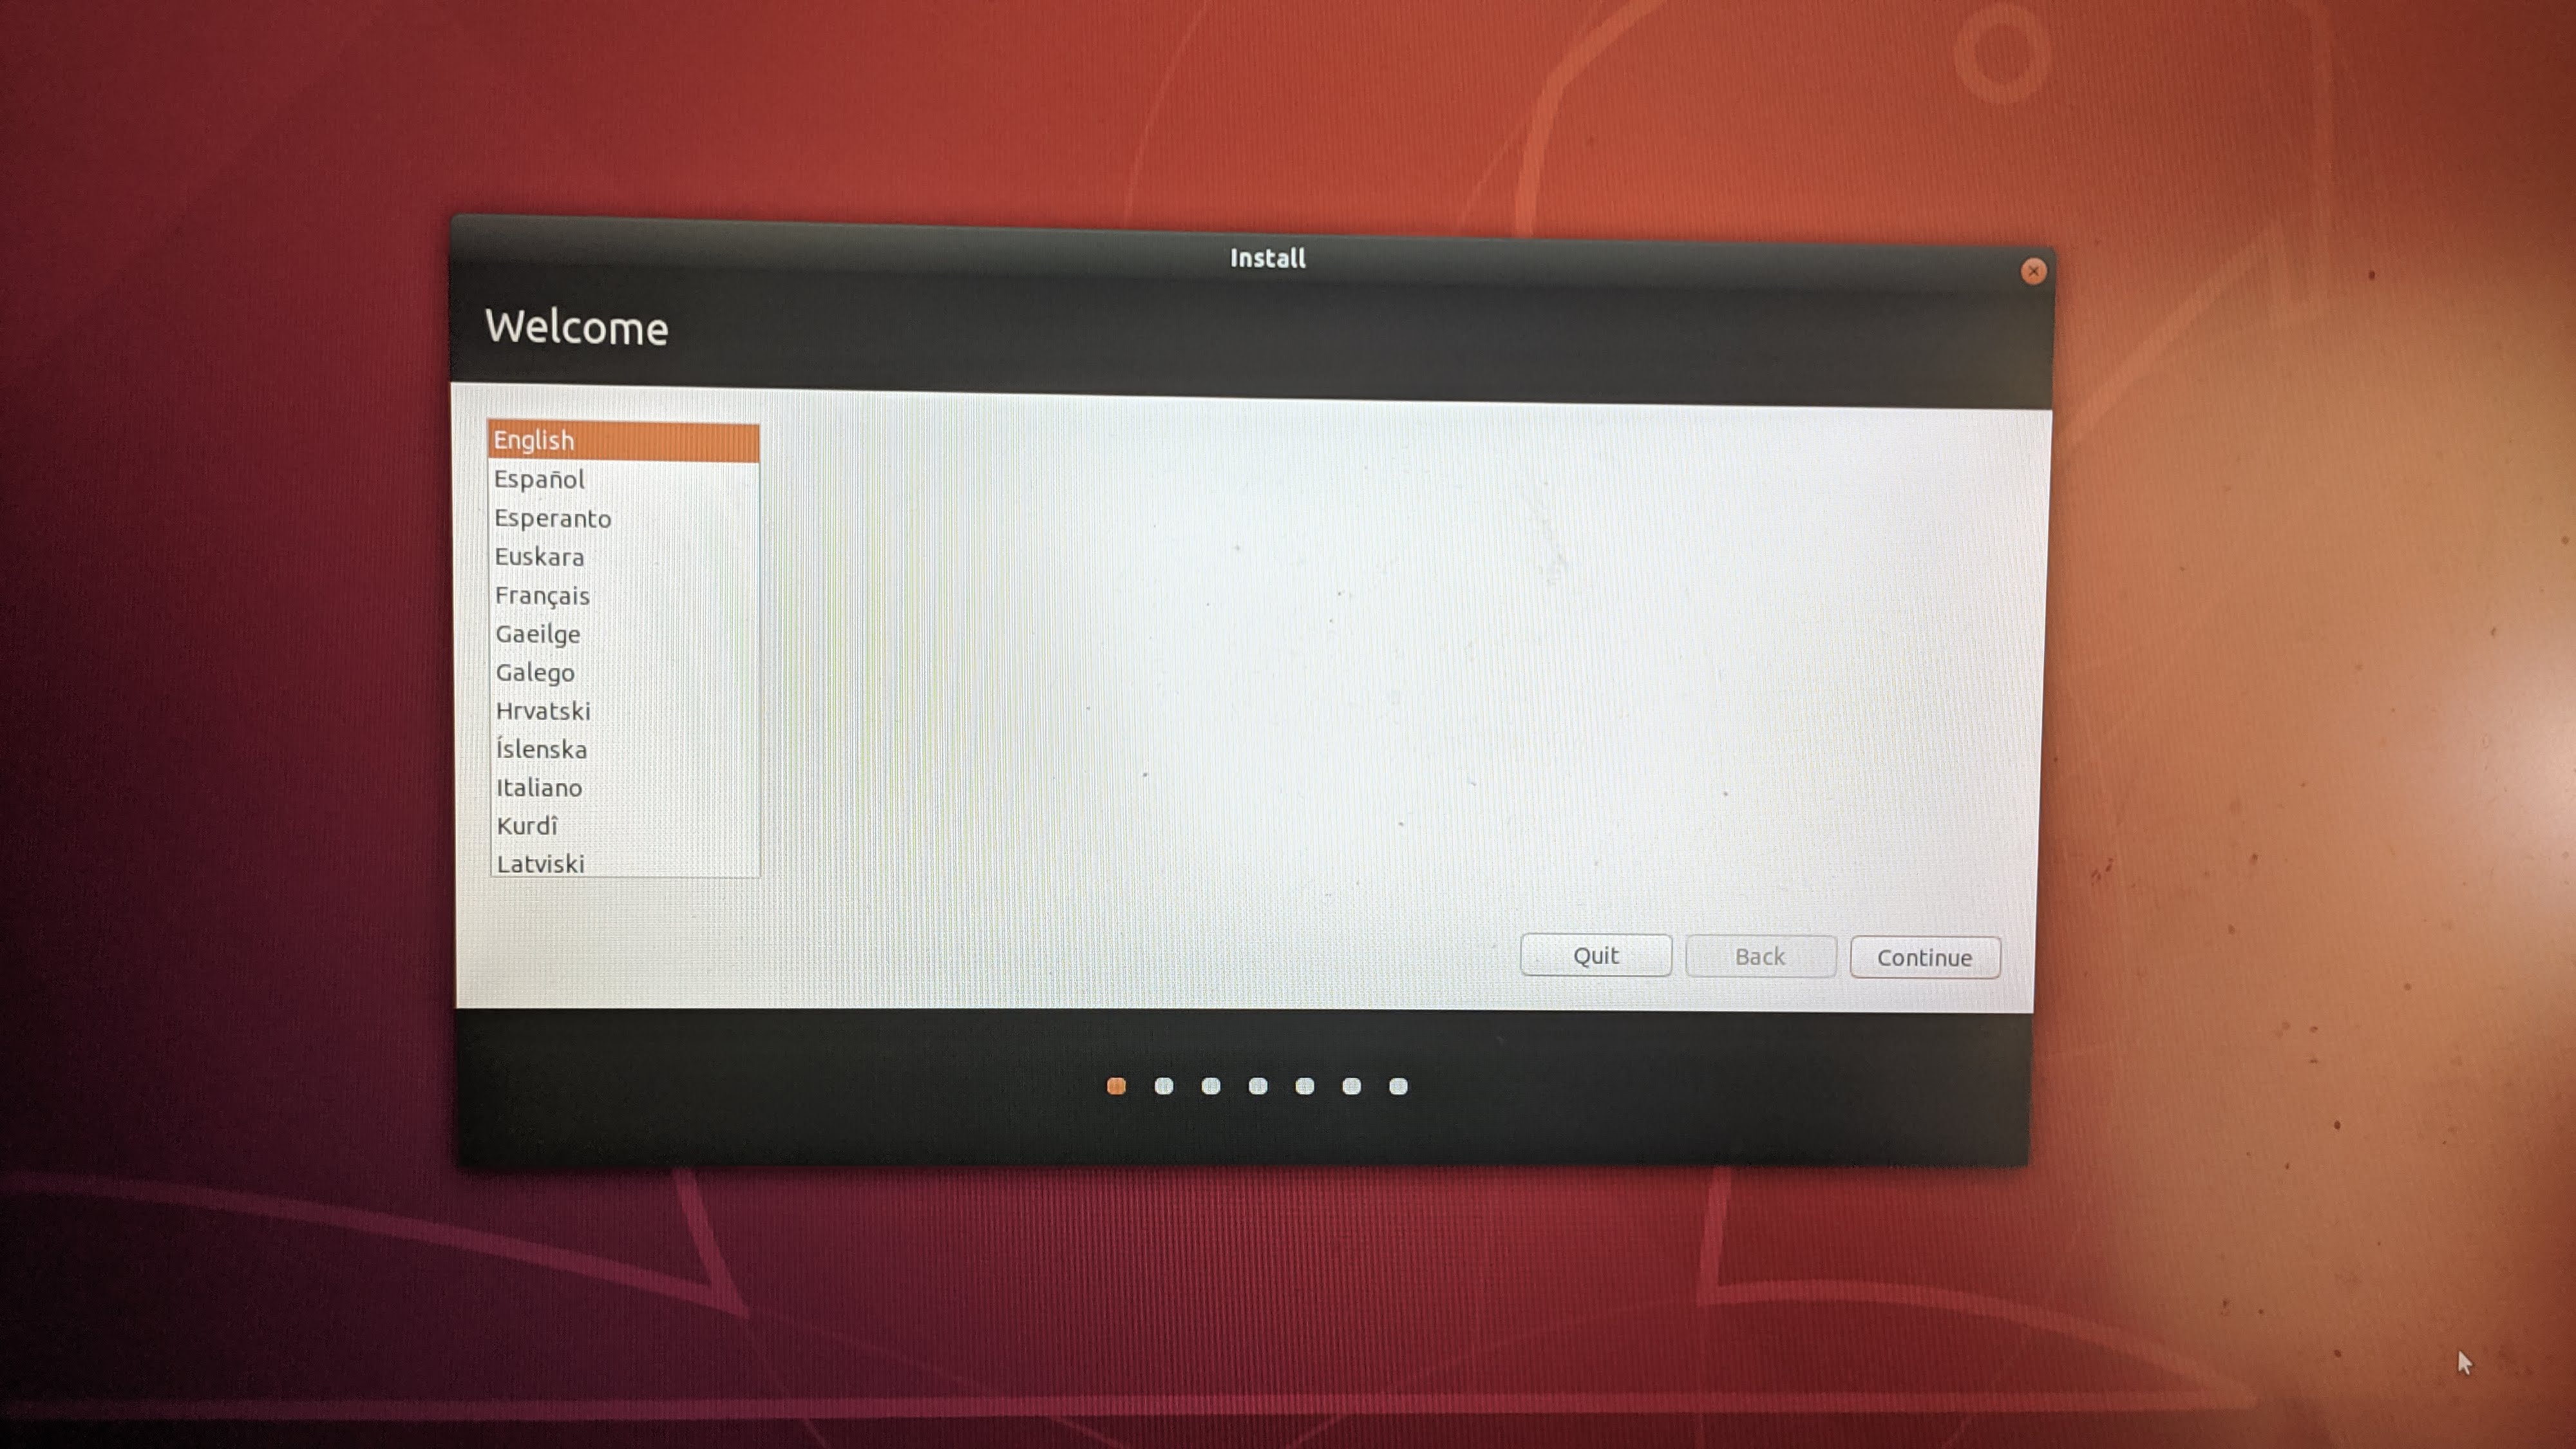 Install
Welcome
English
Español
Esperanto
Euskara
Français
Gaeilge
Galego
Hrvatski
Íslenska
Italiano
Kurdî
Latviski
Quit
Back
Continue